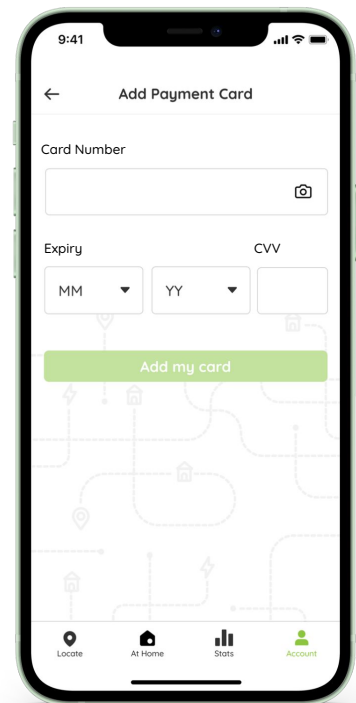 9:41
Add Payment Card
Card Number
Expiry CVV
MM YY
Add my card
Locate At Home Stats Account